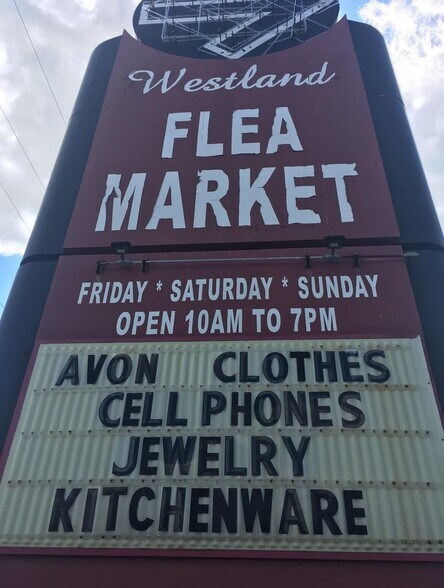 Westland
FLEA
MARKET
FRIDAY * SATURDAY * SUNDAY
OPEN 10AM TO 7PM
AVON CLOTHES
CELL PHONES
JEWELRY
KITCHENWARE